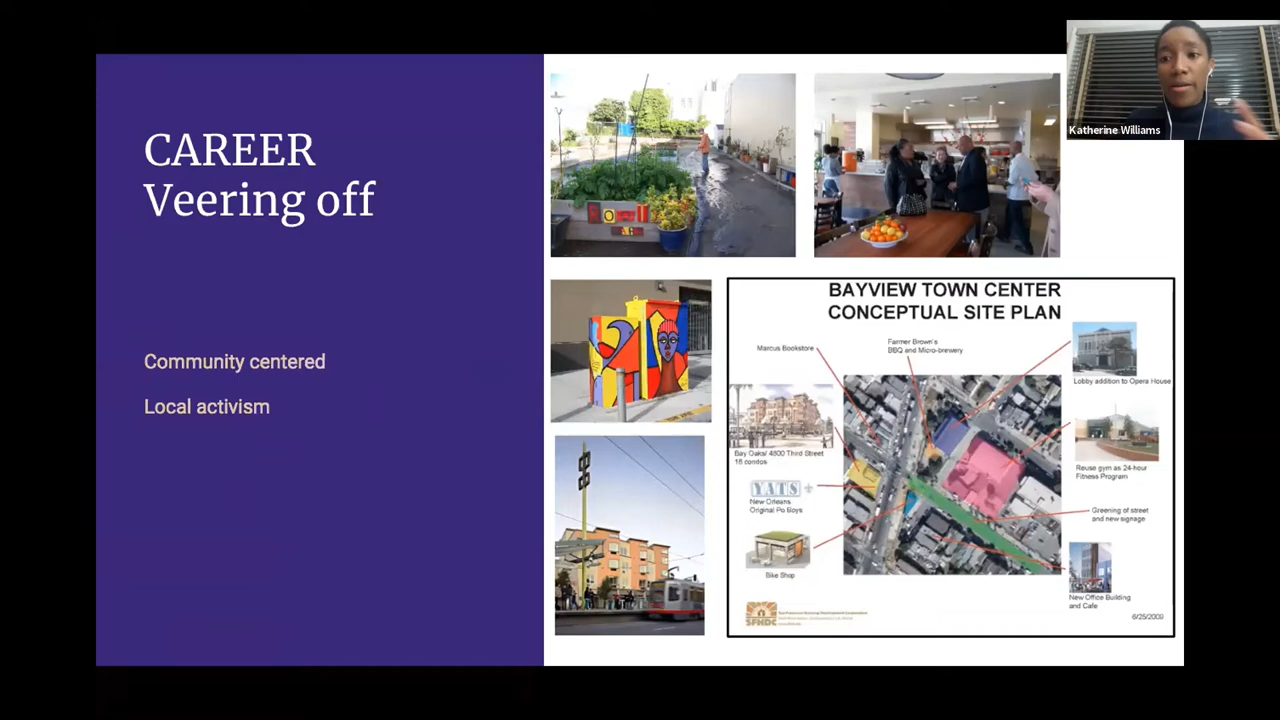 CAREER
Veering off
Community centered
Local activism
Katherine Williams
BAYVIEW TOWN CENTER
CONCEPTUAL SITE PLAN
Marcus Bookstore
Farmer Brown's
BBQ and Micro-brewery
Lobby addition to Opera House
Bay Oaks/ 4800 Third Street
18 condos
Reuse gym as 24-hour
Fitness Program
YATS
New Orleans
Original Po Boys
Greening of street
and new signage
Bike Shop
New Office Building
and Cafe
SFHDC
6/25/2009